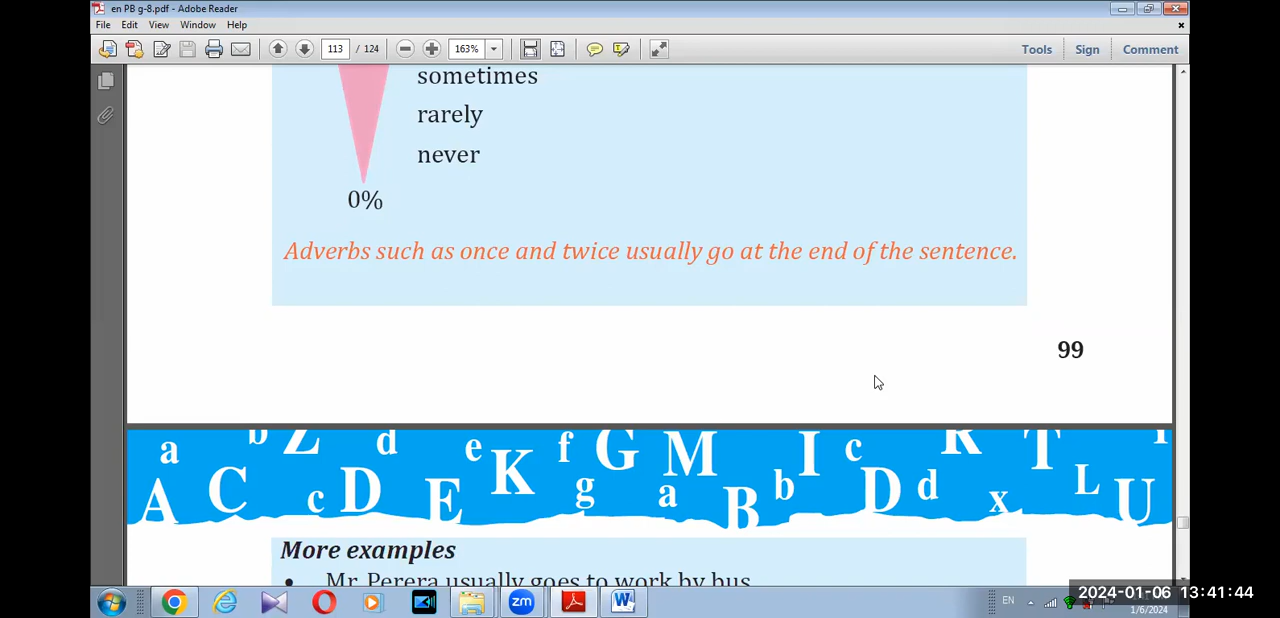 en PB g-8.pdf - Adobe Reader
File Edit View Window Help
113 / 124 163% Tools Sign Comment
sometimes
rarely
never
0%
Adverbs such as once and twice usually go at the end of the sentence.
99
a b Z d e K f G M I c R T
A C c D E g a B b D d x L U
More examples
• Mr. Perera usually goes to work by bus
EN
2024-01-06 13:41:44
1/6/2024